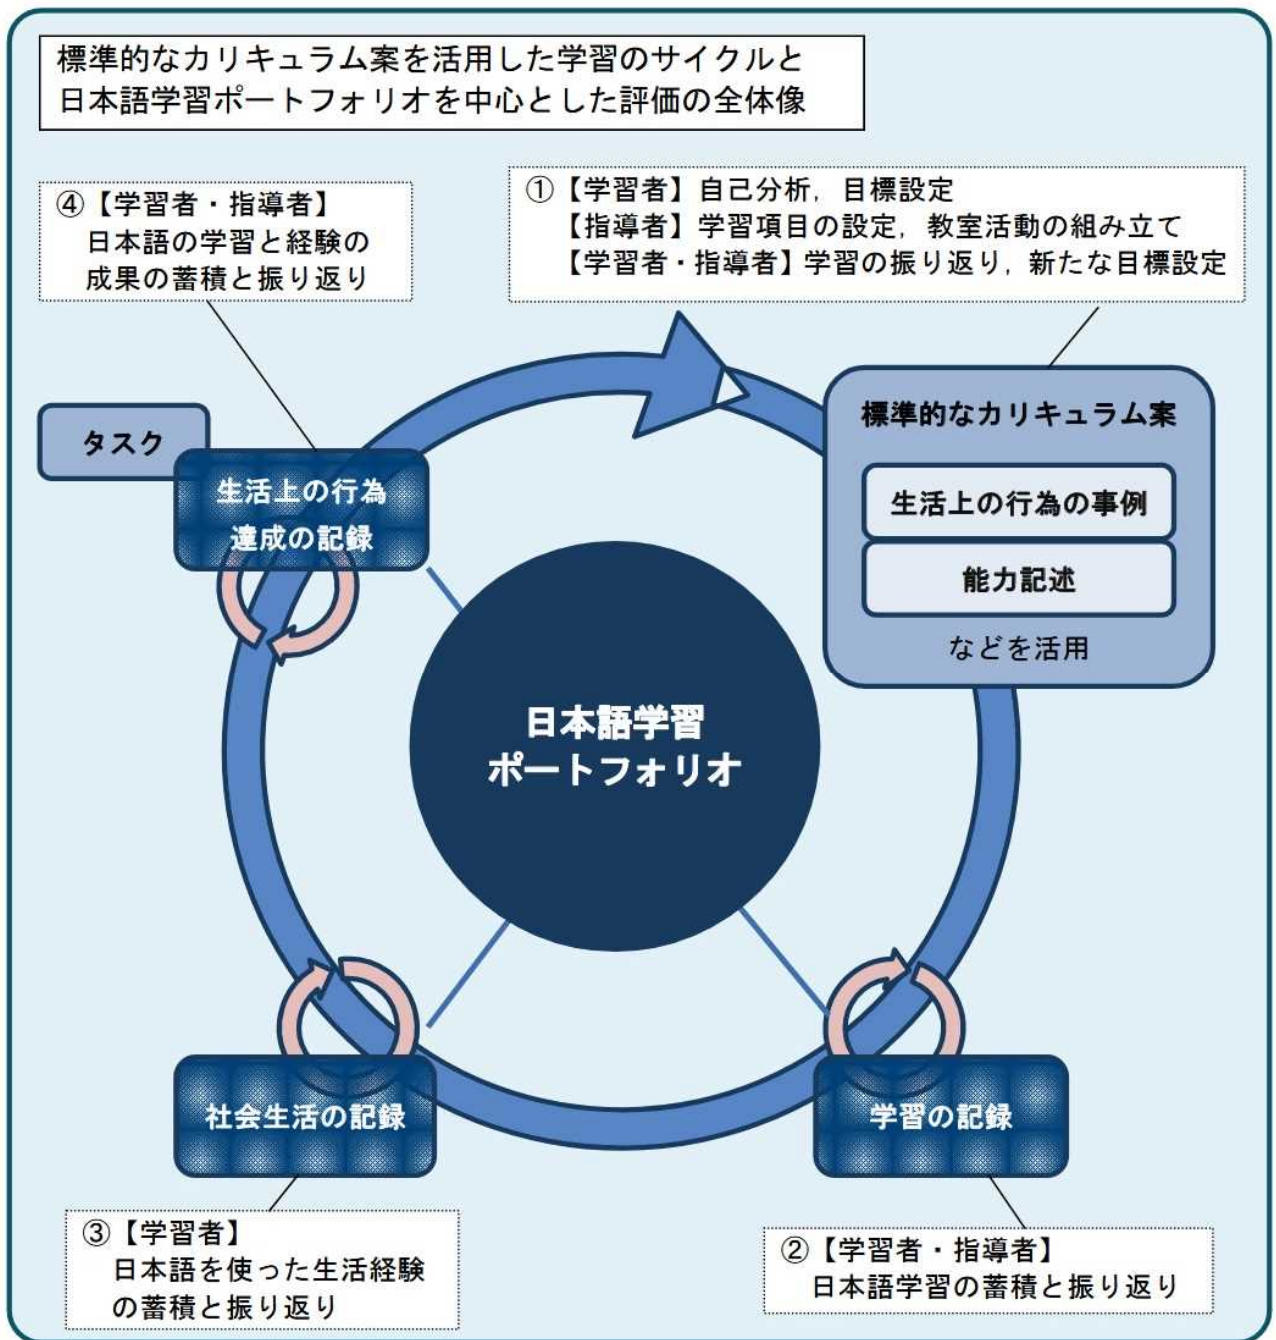 標準的なカリキュラム案を活用した学習のサイクルと
日本語学習ポートフォリオを中心とした評価の全体像
④【学習者・指導者】
日本語の学習と経験の
成果の蓄積と振り返り
①【学習者】自己分析，目標設定
【指導者】学習項目の設定，教室活動の組み立て
【学習者・指導者】学習の振り返り，新たな目標設定
タスク
生活上の行為
達成の記録
標準的なカリキュラム案
生活上の行為の事例
能力記述
などを活用
日本語学習
ポートフォリオ
社会生活の記録
学習の記録
③【学習者】
日本語を使った生活経験
の蓄積と振り返り
②【学習者・指導者】
日本語学習の蓄積と振り返り